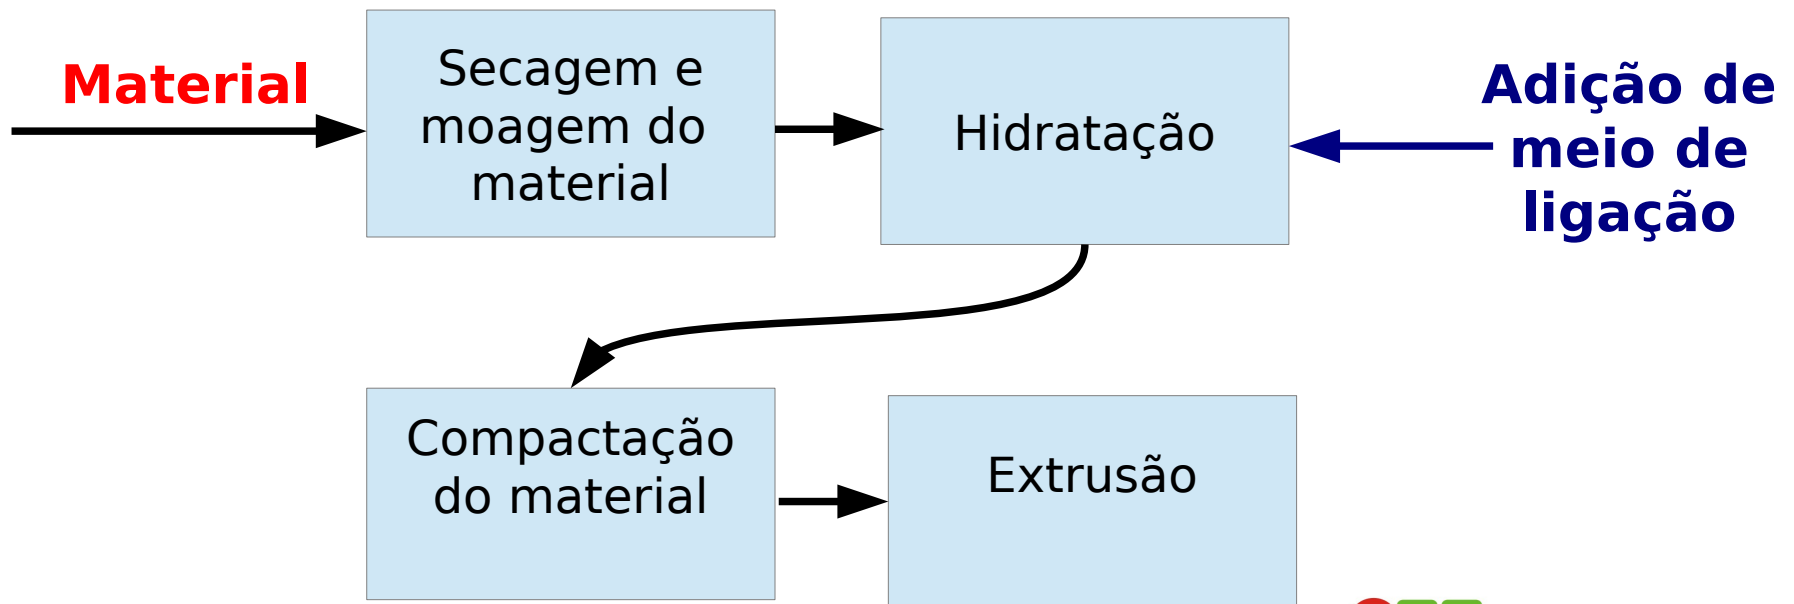 Material
Secagem e
moagem do
material
Hidratação
Adição de
meio de
ligação
Compactação
do material
Extrusão